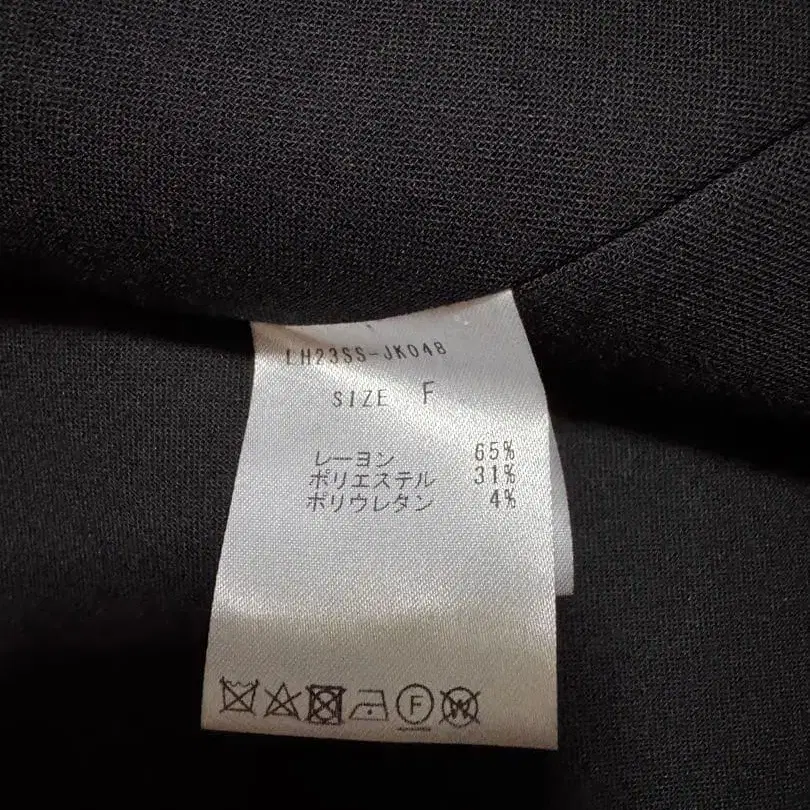 LH23SS-JK048
SIZE F
レーヨン 65%
ポリエステル 31%
ポリウレタン 4%
F W